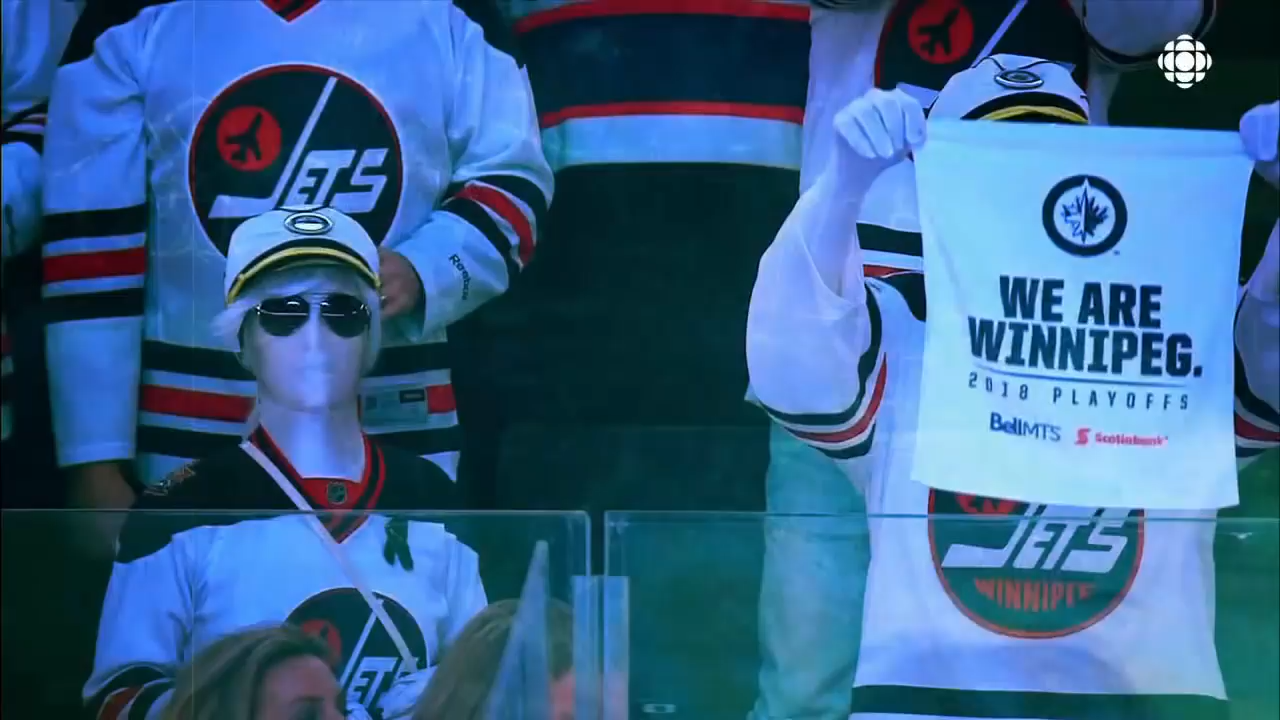 JETS
Reebok
WE ARE
WINNIPEG.
2018 PLAYOFFS
BellMTS Scotiabank
JETS
WINNIPEG
JETS